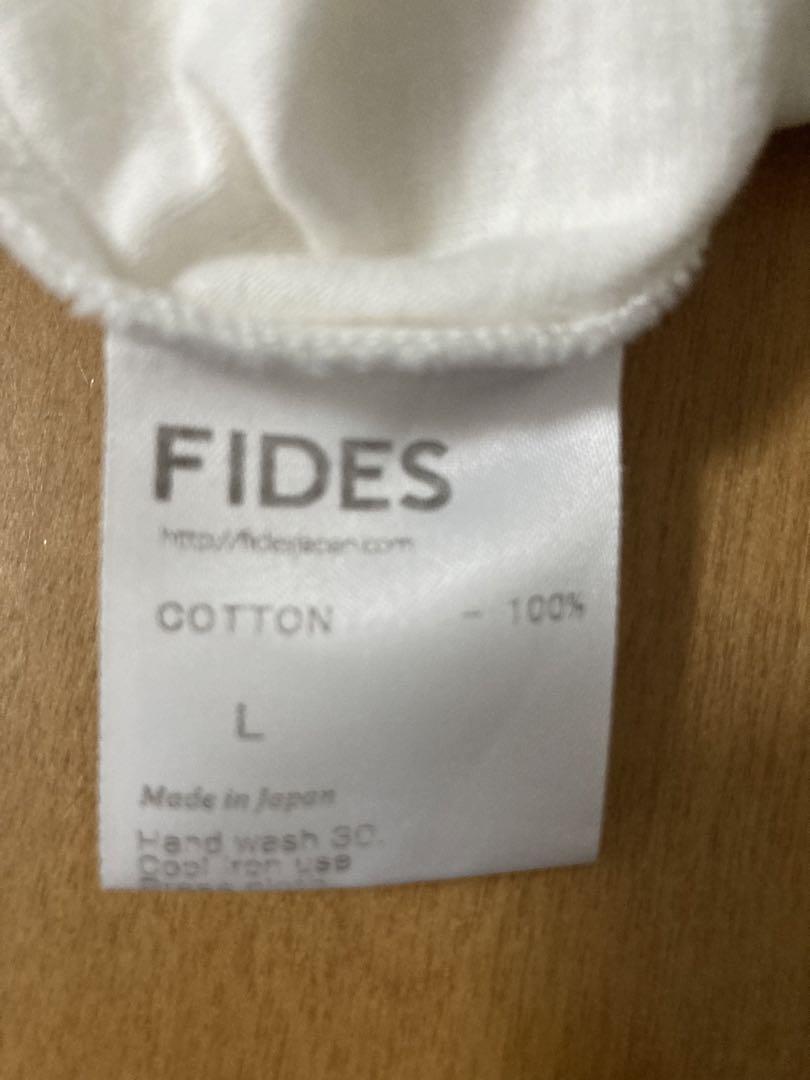 FIDES
http://fidesjapan.com
COTTON - 100%
L
Made in Japan
Hand wash 30.
Cool iron use